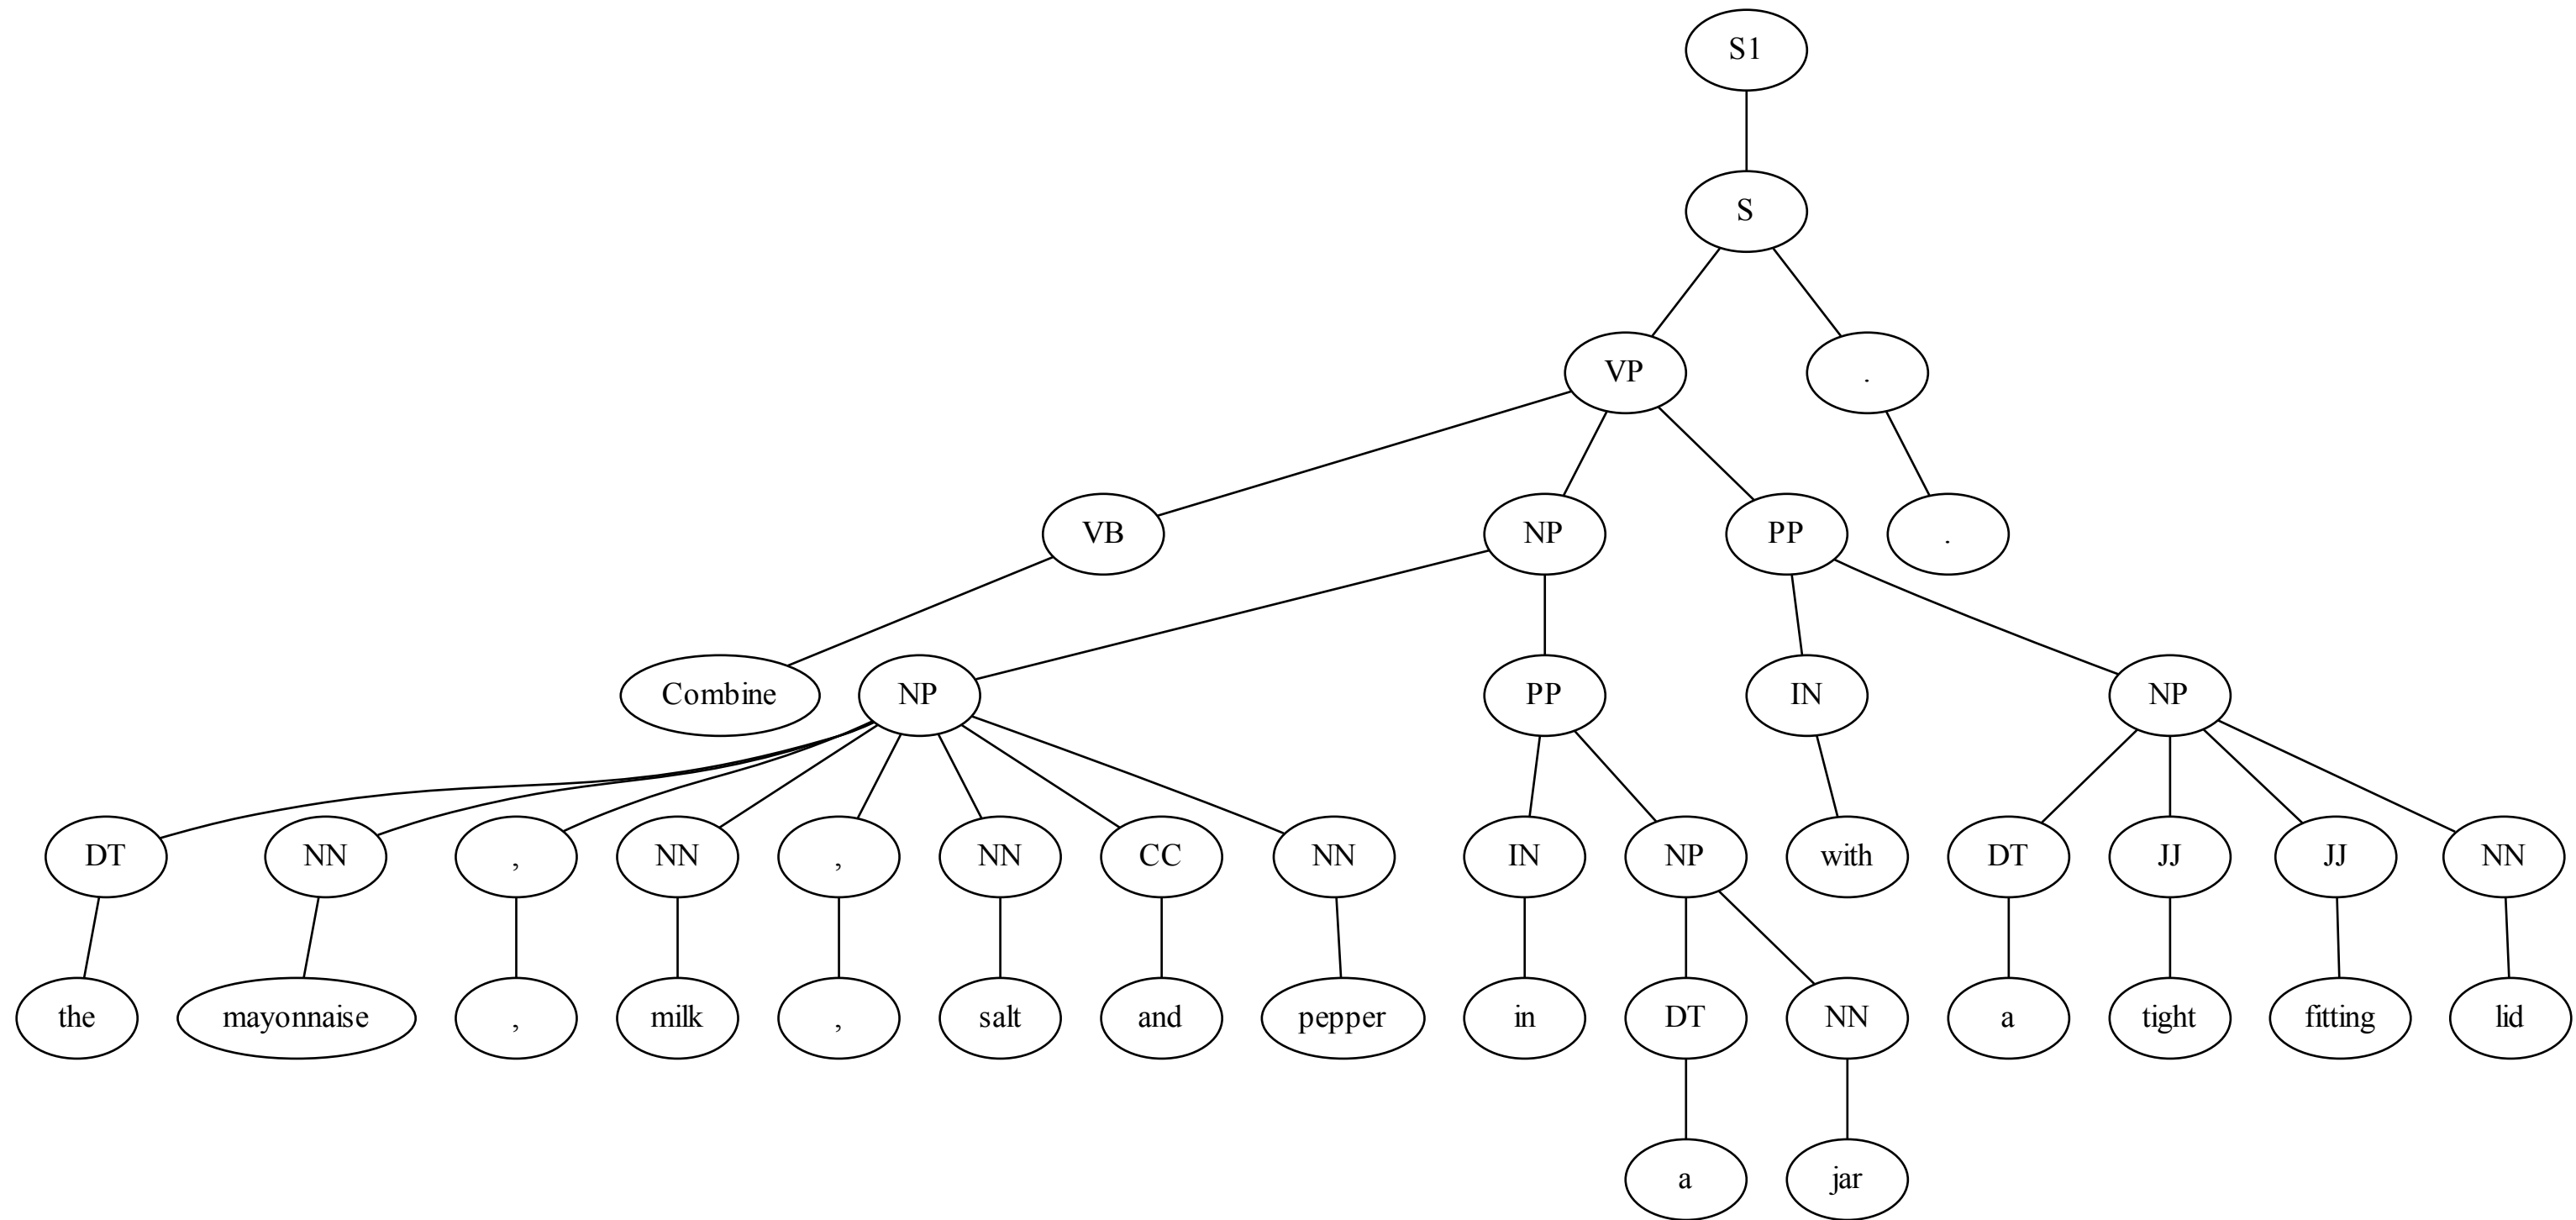 S1
S
VP .
VB NP PP .
Combine NP PP IN NP
DT NN , NN , NN CC NN IN NP with DT JJ JJ NN
the mayonnaise , milk , salt and pepper in DT NN a tight fitting lid
a jar